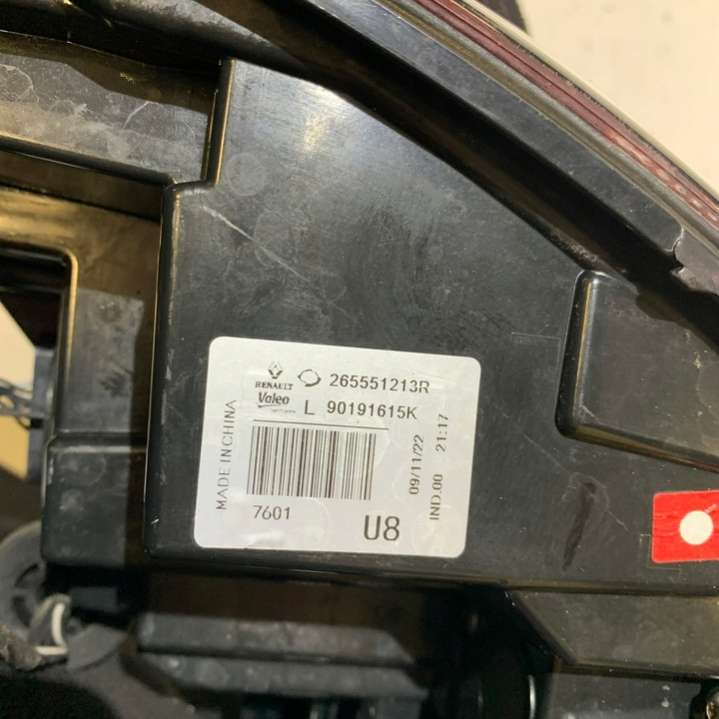 RENAULT 265551213R
Valeo L 90191615K
MADE IN CHINA
7601
U8
09/11/22 21:17
IND.00